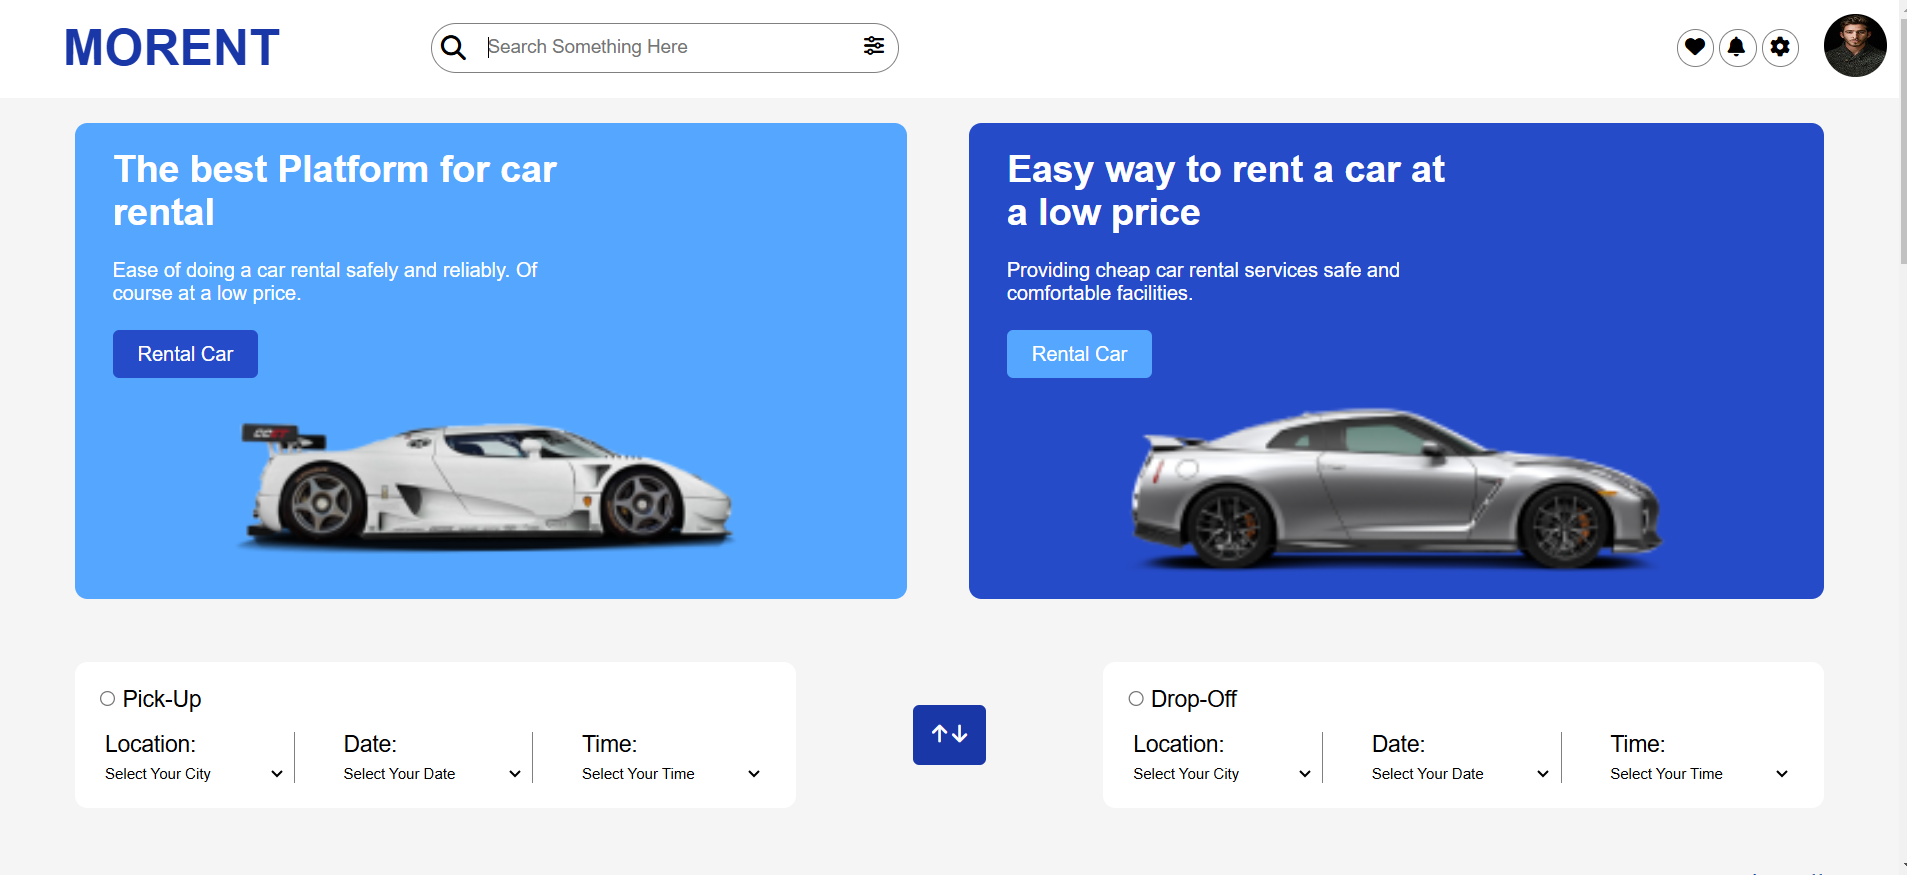 MORENT
Search Something Here
The best Platform for car
rental
Ease of doing a car rental safely and reliably. Of
course at a low price.
Rental Car
Easy way to rent a car at
a low price
Providing cheap car rental services safe and
comfortable facilities.
Rental Car
Pick-Up
Location:
Select Your City
Date:
Select Your Date
Time:
Select Your Time
Drop-Off
Location:
Select Your City
Date:
Select Your Date
Time:
Select Your Time